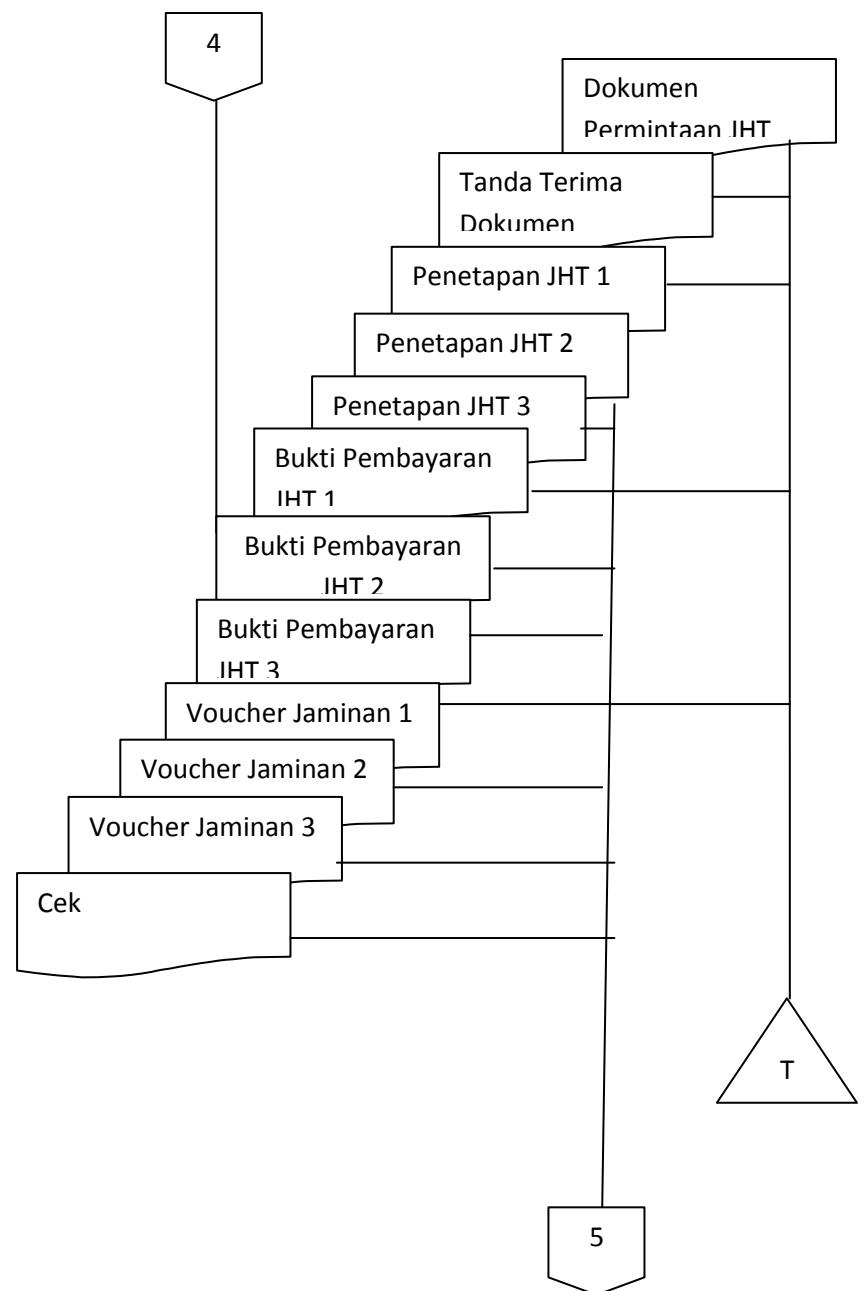 4
Dokumen
Permintaan JHT
Tanda Terima
Dokumen
Penetapan JHT 1
Penetapan JHT 2
Penetapan JHT 3
Bukti Pembayaran
JHT 1
Bukti Pembayaran
JHT 2
Bukti Pembayaran
JHT 3
Voucher Jaminan 1
Voucher Jaminan 2
Voucher Jaminan 3
Cek
T
5